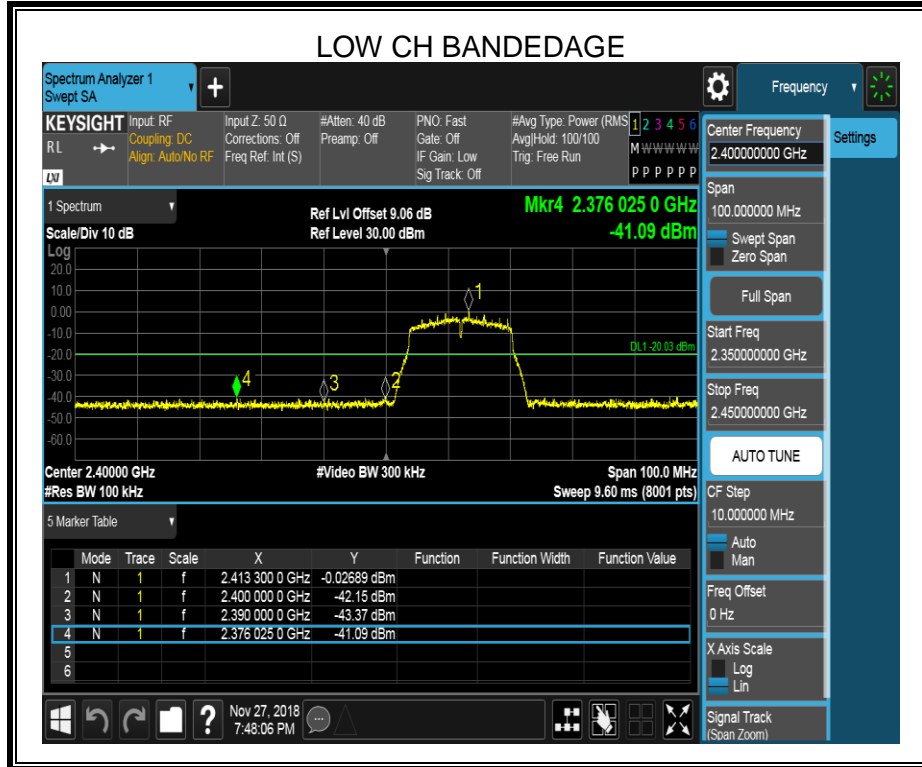 LOW CH BANDEDAGE
Spectrum Analyzer 1
Swept SA
+
Frequency
KEYSIGHT
RL
LXI
Input: RF
Coupling: DC
Align: Auto/No RF
Input Z: 50 Ω
Corrections: Off
Freq Ref: Int (S)
#Atten: 40 dB
Preamp: Off
PNO: Fast
Gate: Off
IF Gain: Low
Sig Track: Off
#Avg Type: Power (RMS
Avg|Hold: 100/100
Trig: Free Run
1 2 3 4 5 6
M W W W W W
P P P P P P
Center Frequency
2.400000000 GHz
Settings
1 Spectrum
Scale/Div 10 dB
Ref Lvl Offset 9.06 dB
Ref Level 30.00 dBm
Mkr4 2.376 025 0 GHz
-41.09 dBm
Log
20.0
10.0
0.00
-10.0
-20.0
-30.0
-40.0
-50.0
-60.0
1
DL1 -20.03 dBm
4
3
2
Center 2.40000 GHz
#Res BW 100 kHz
#Video BW 300 kHz
Span 100.0 MHz
Sweep 9.60 ms (8001 pts)
Span
100.000000 MHz
Swept Span
Zero Span
Full Span
Start Freq
2.350000000 GHz
Stop Freq
2.450000000 GHz
AUTO TUNE
CF Step
10.000000 MHz
Auto
Man
Freq Offset
0 Hz
X Axis Scale
Log
Lin
Signal Track
(Span Zoom)
5 Marker Table
Mode Trace Scale X Y Function Function Width Function Value
1 N 1 f 2.413 300 0 GHz -0.02689 dBm
2 N 1 f 2.400 000 0 GHz -42.15 dBm
3 N 1 f 2.390 000 0 GHz -43.37 dBm
4 N 1 f 2.376 025 0 GHz -41.09 dBm
5
6
?
Nov 27, 2018
7:48:06 PM